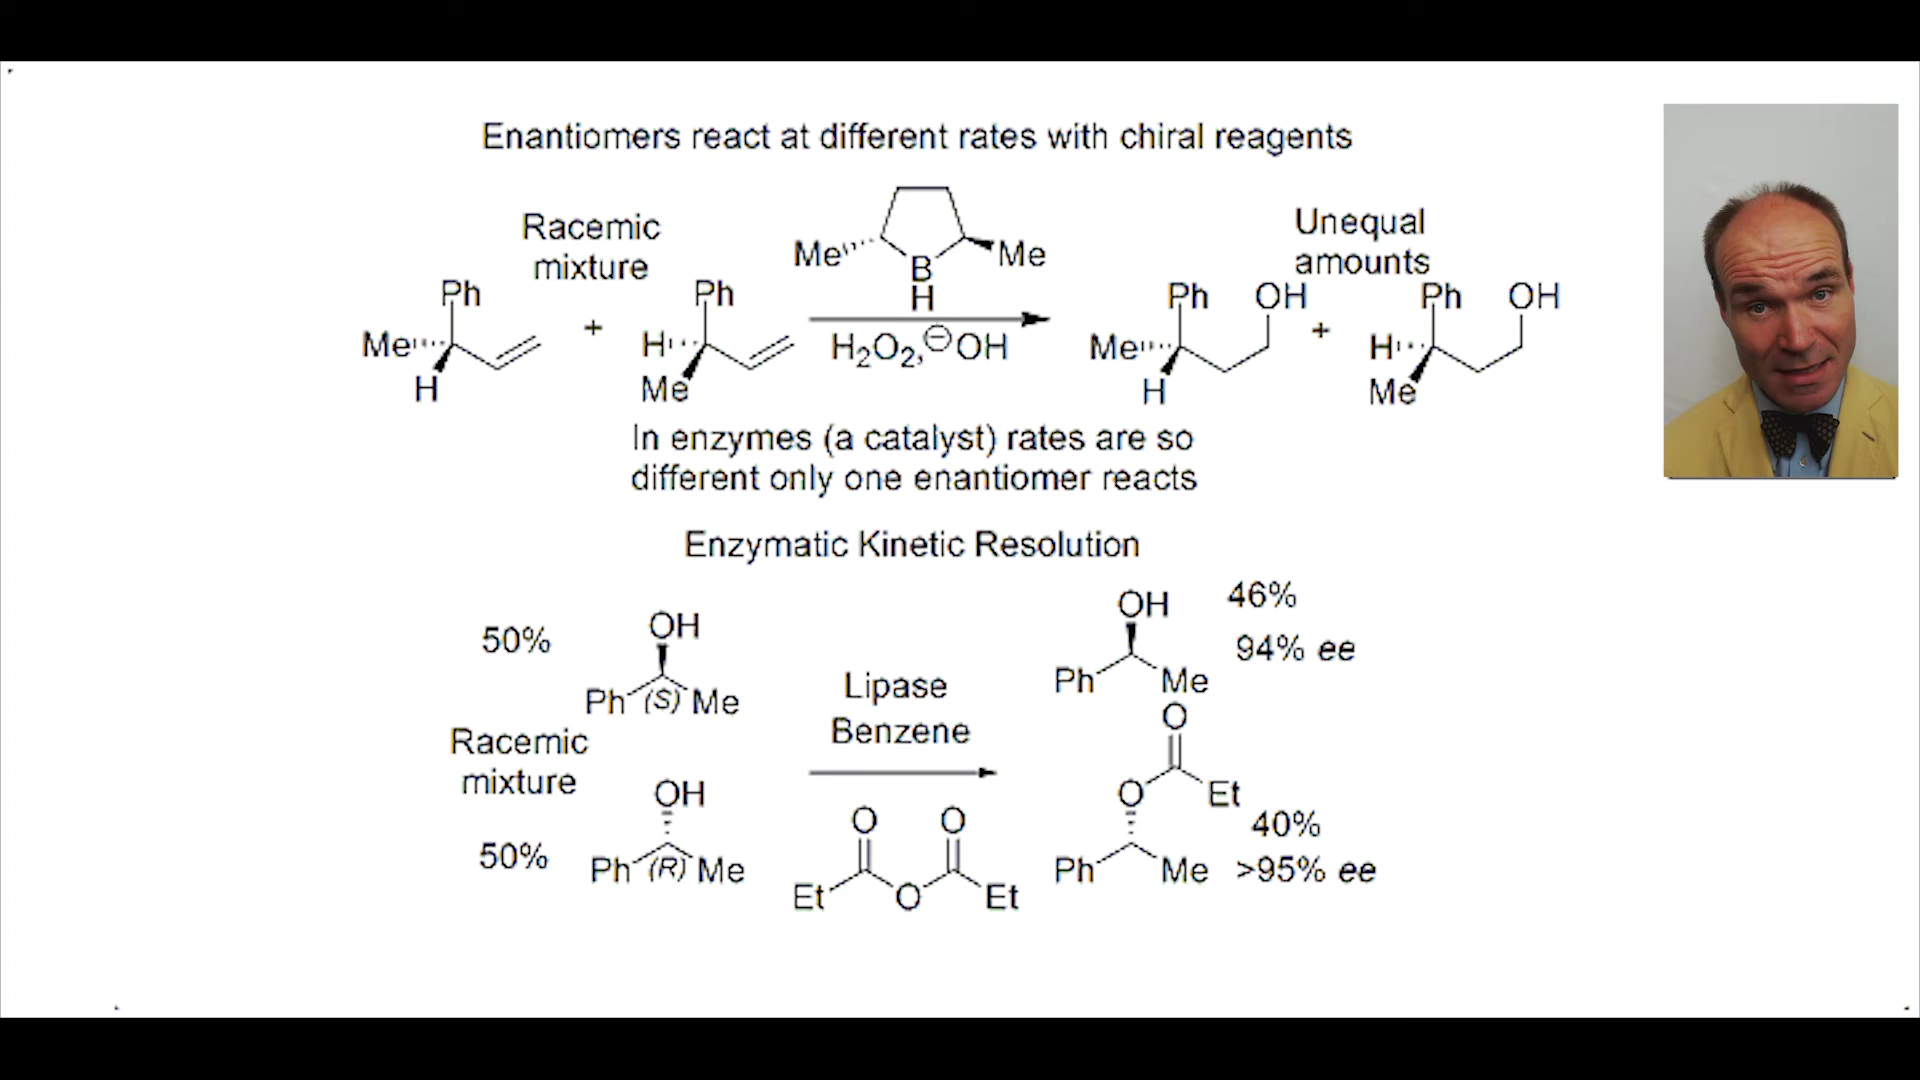 Enantiomers react at different rates with chiral reagents
Racemic
mixture
Unequal
amounts
Me B Me
H
Ph
Me
H
+
Ph
H
Me
H₂O₂, ⊖OH
Ph OH
Me
H
+
Ph OH
H
Me
In enzymes (a catalyst) rates are so
different only one enantiomer reacts
Enzymatic Kinetic Resolution
50%
OH
Ph (S) Me
Racemic
mixture
50%
OH
Ph (R) Me
Lipase
Benzene
O O
Et O Et
OH
Ph Me
46%
94% ee
O
O Et
Ph Me
40%
>95% ee